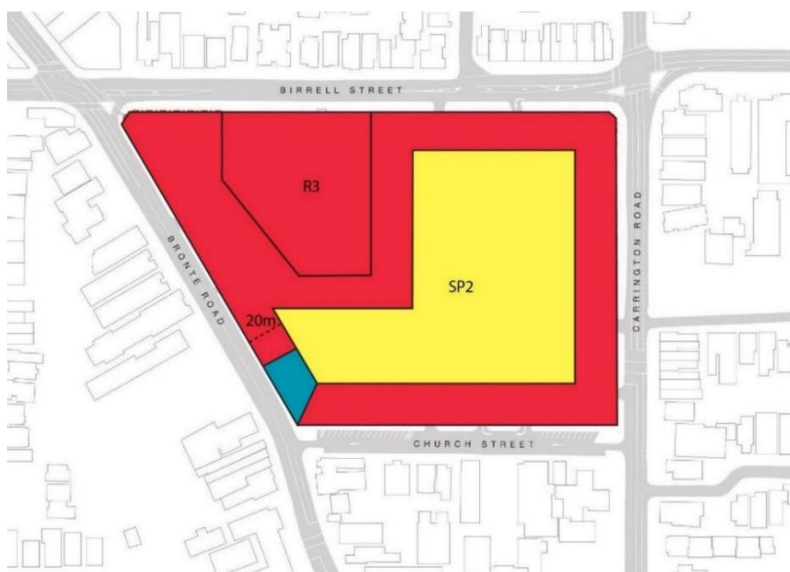 BIRRELL STREET
R3
BRONTE ROAD
CARRINGTON ROAD
SP2
20m
CHURCH STREET